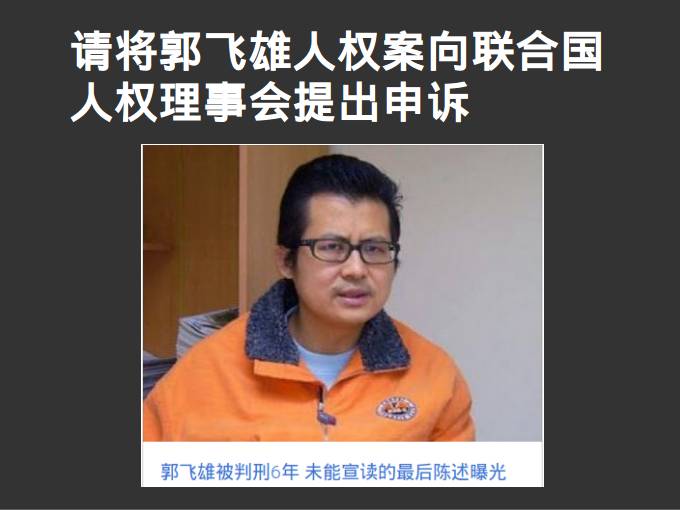 请将郭飞雄人权案向联合国
人权理事会提出申诉
郭飞雄被判刑6年 未能宣读的最后陈述曝光